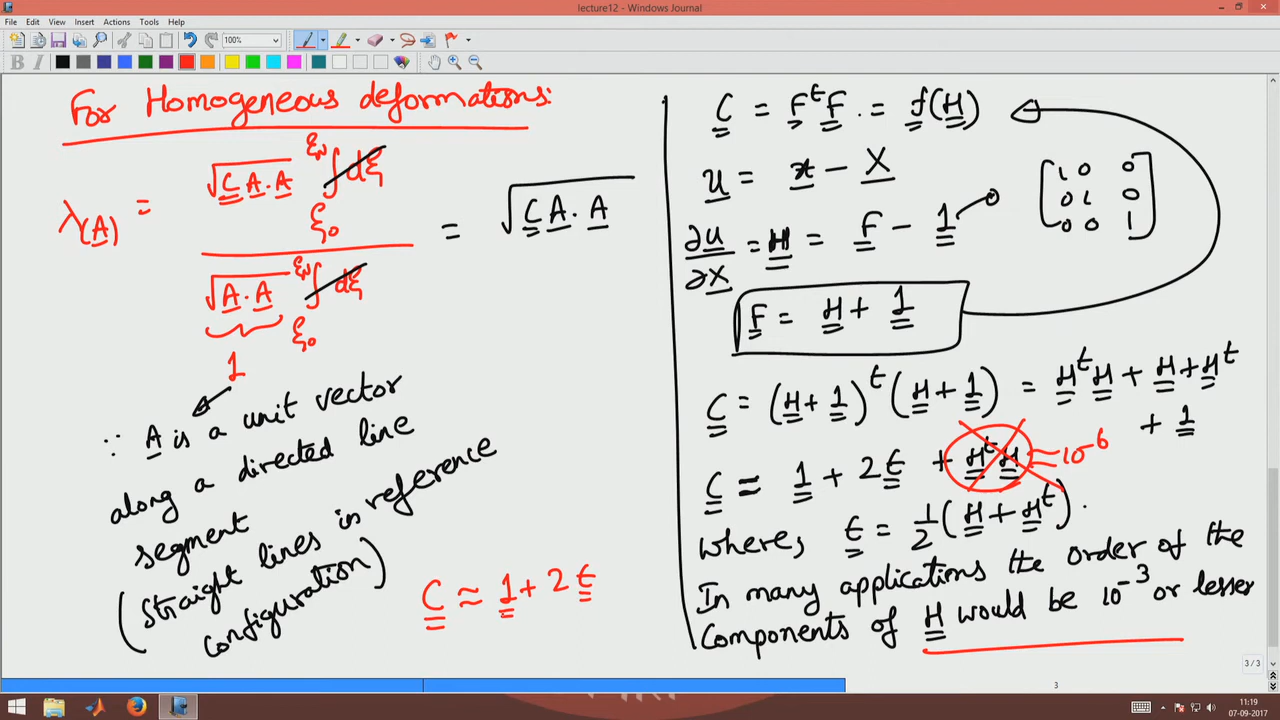 lecture12 - Windows Journal
File Edit View Insert Actions Tools Help
100%
B I
For Homogeneous deformations:
λ(A) = √(C A·A) ∫ξ₀^ξₙ dξ / √(A·A) ∫ξ₀^ξₙ dξ = √(C A·A)
1
∵ A is a unit vector
along a directed line
segment
(Straight lines in reference
configuration)
C ≈ 1 + 2ϵ
C = Fᵗ F . = f(H)
u = x − X
[1 0 0
0 1 0
0 0 1]
∂u/∂X = H = F − 1
F = H + 1
C = (H + 1)ᵗ (H + 1) = HᵗH + H + Hᵗ
+ 1
C ≈ 1 + 2ϵ + HᵗH ≈ 10⁻⁶
where, ϵ = 1/2 (H + Hᵗ).
In many applications the order of the
components of H would be 10⁻³ or lesser
3 / 3
3
11:19
07-09-2017